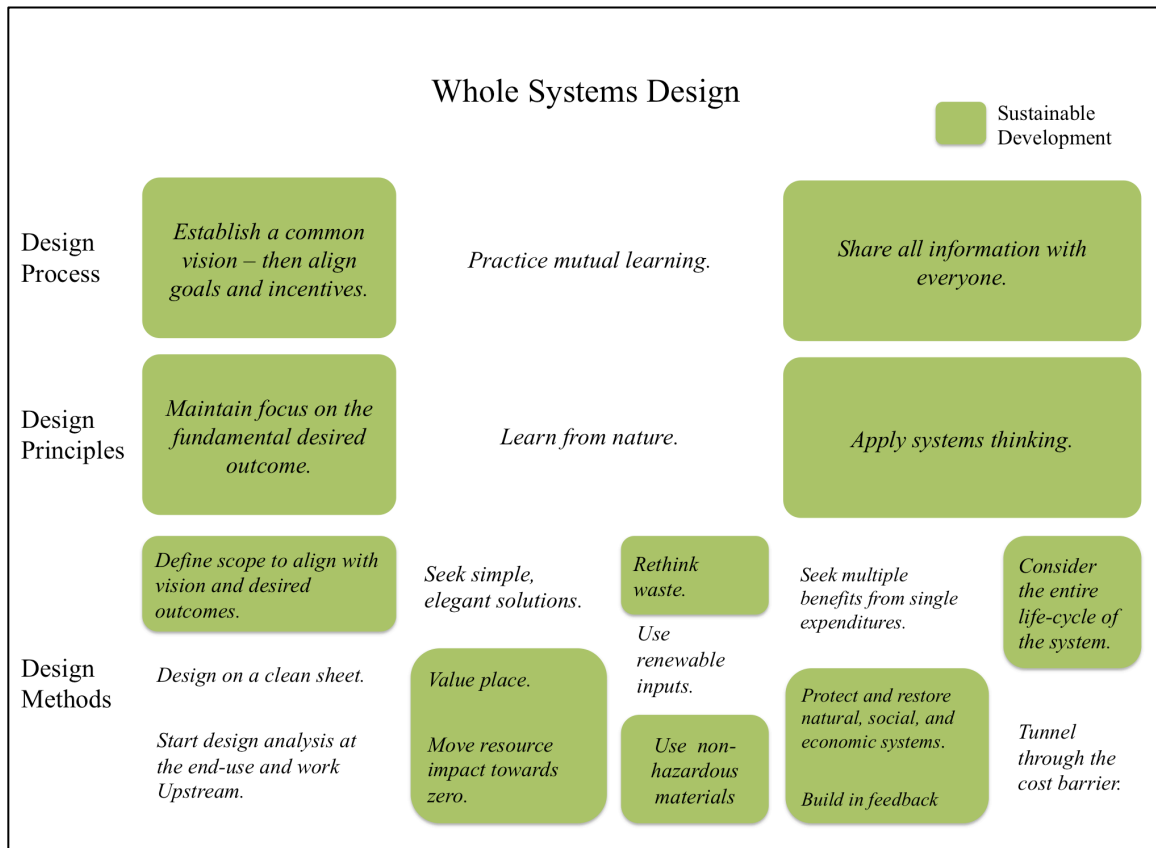 Whole Systems Design
Sustainable
Development
Design
Process
Establish a common
vision – then align
goals and incentives.
Practice mutual learning.
Share all information with
everyone.
Design
Principles
Maintain focus on the
fundamental desired
outcome.
Learn from nature.
Apply systems thinking.
Design
Methods
Define scope to align with
vision and desired
outcomes.
Design on a clean sheet.
Start design analysis at
the end-use and work
Upstream.
Seek simple,
elegant solutions.
Value place.
Move resource
impact towards
zero.
Rethink
waste.
Use
renewable
inputs.
Use non-
hazardous
materials
Seek multiple
benefits from single
expenditures.
Protect and restore
natural, social, and
economic systems.
Build in feedback
Consider
the entire
life-cycle of
the system.
Tunnel
through the
cost barrier.